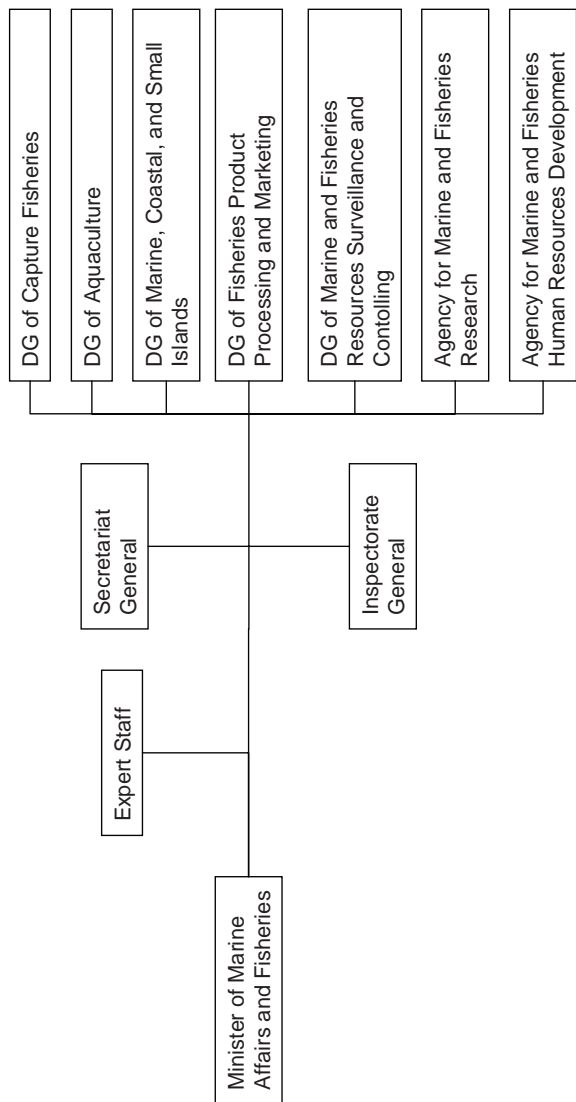 Minister of Marine
Affairs and Fisheries
Expert Staff
Secretariat
General
Inspectorate
General
DG of Capture Fisheries
DG of Aquaculture
DG of Marine, Coastal, and Small
Islands
DG of Fisheries Product
Processing and Marketing
DG of Marine and Fisheries
Resources Surveillance and
Contolling
Agency for Marine and Fisheries
Research
Agency for Marine and Fisheries
Human Resources Development